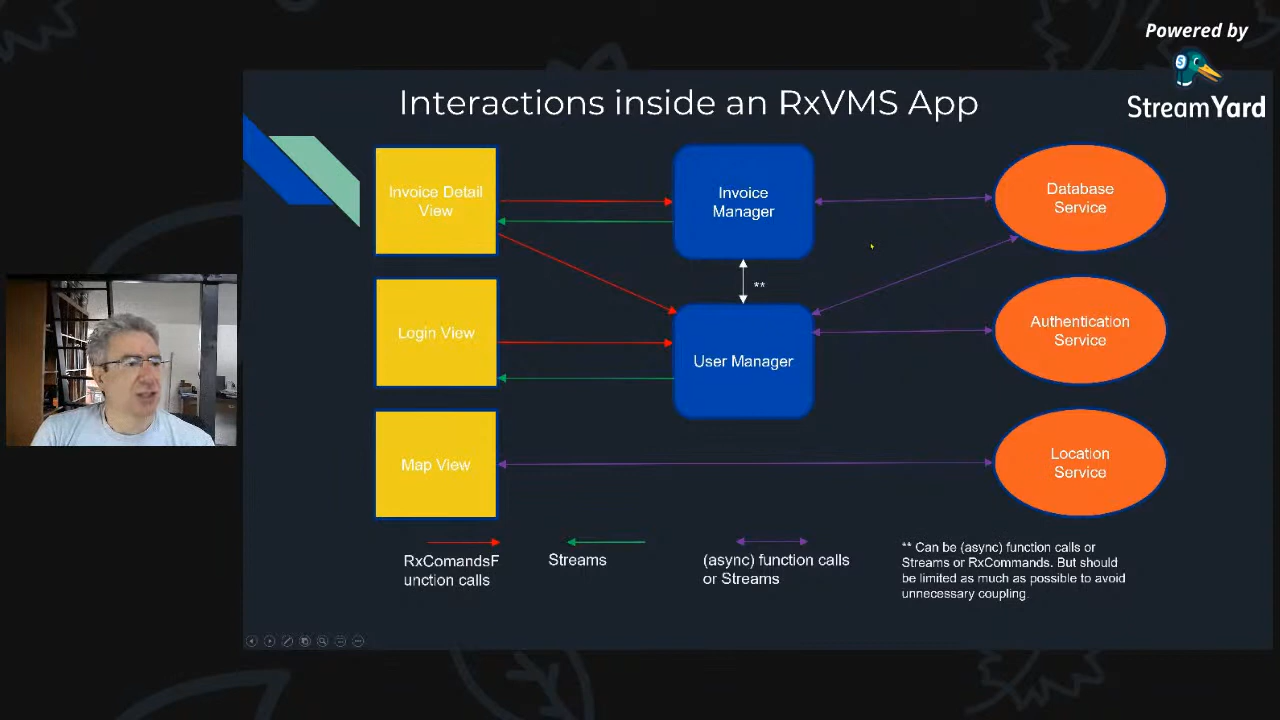 Powered by
StreamYard
Interactions inside an RxVMS App
Invoice Detail
View
Invoice
Manager
Database
Service
**
Login View
User Manager
Authentication
Service
Map View
Location
Service
RxComandsF
unction calls
Streams
(async) function calls
or Streams
** Can be (async) function calls or
Streams or RxCommands. But should
be limited as much as possible to avoid
unnecessary coupling.